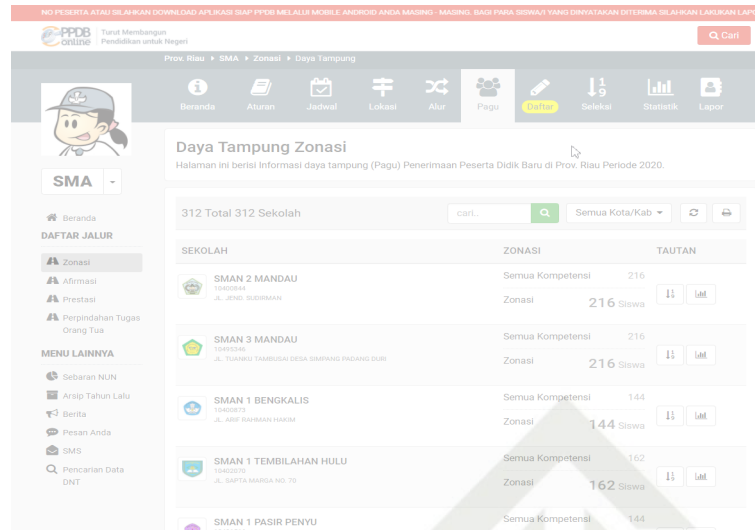 NO PESERTA ATAU SILAHKAN DOWNLOAD APLIKASI SIAP PPDB MELALUI MOBILE ANDROID ANDA MASING - MASING. BAGI PARA SISWA/I YANG DINYATAKAN DITERIMA SILAHKAN LAKUKAN LAPO
PPDB online
Turut Membangun
Pendidikan untuk Negeri
Cari
Prov. Riau SMA Zonasi Daya Tampung
Beranda Aturan Jadwal Lokasi Alur Pagu Daftar Seleksi Statistik Lapor
SMA
Beranda
DAFTAR JALUR
Zonasi
Afirmasi
Prestasi
Perpindahan Tugas
Orang Tua
MENU LAINNYA
Sebaran NUN
Arsip Tahun Lalu
Berita
Pesan Anda
SMS
Pencarian Data
DNT
Daya Tampung Zonasi
Halaman ini berisi Informasi daya tampung (Pagu) Penerimaan Peserta Didik Baru di Prov. Riau Periode 2020.
312 Total 312 Sekolah
cari..
Semua Kota/Kab
SEKOLAH ZONASI TAUTAN
SMAN 2 MANDAU
10400844
JL. JEND. SUDIRMAN
Semua Kompetensi 216
Zonasi 216 Siswa
SMAN 3 MANDAU
10495246
JL. TUANKU TAMBUSAI DESA SIMPANG PADANG DURI
Semua Kompetensi 216
Zonasi 216 Siswa
SMAN 1 BENGKALIS
10400873
JL. ARIF RAHMAN HAKIM
Semua Kompetensi 144
Zonasi 144 Siswa
SMAN 1 TEMBILAHAN HULU
10402070
JL. SAPTA MARGA NO. 70
Semua Kompetensi 162
Zonasi 162 Siswa
SMAN 1 PASIR PENYU
Semua Kompetensi 144